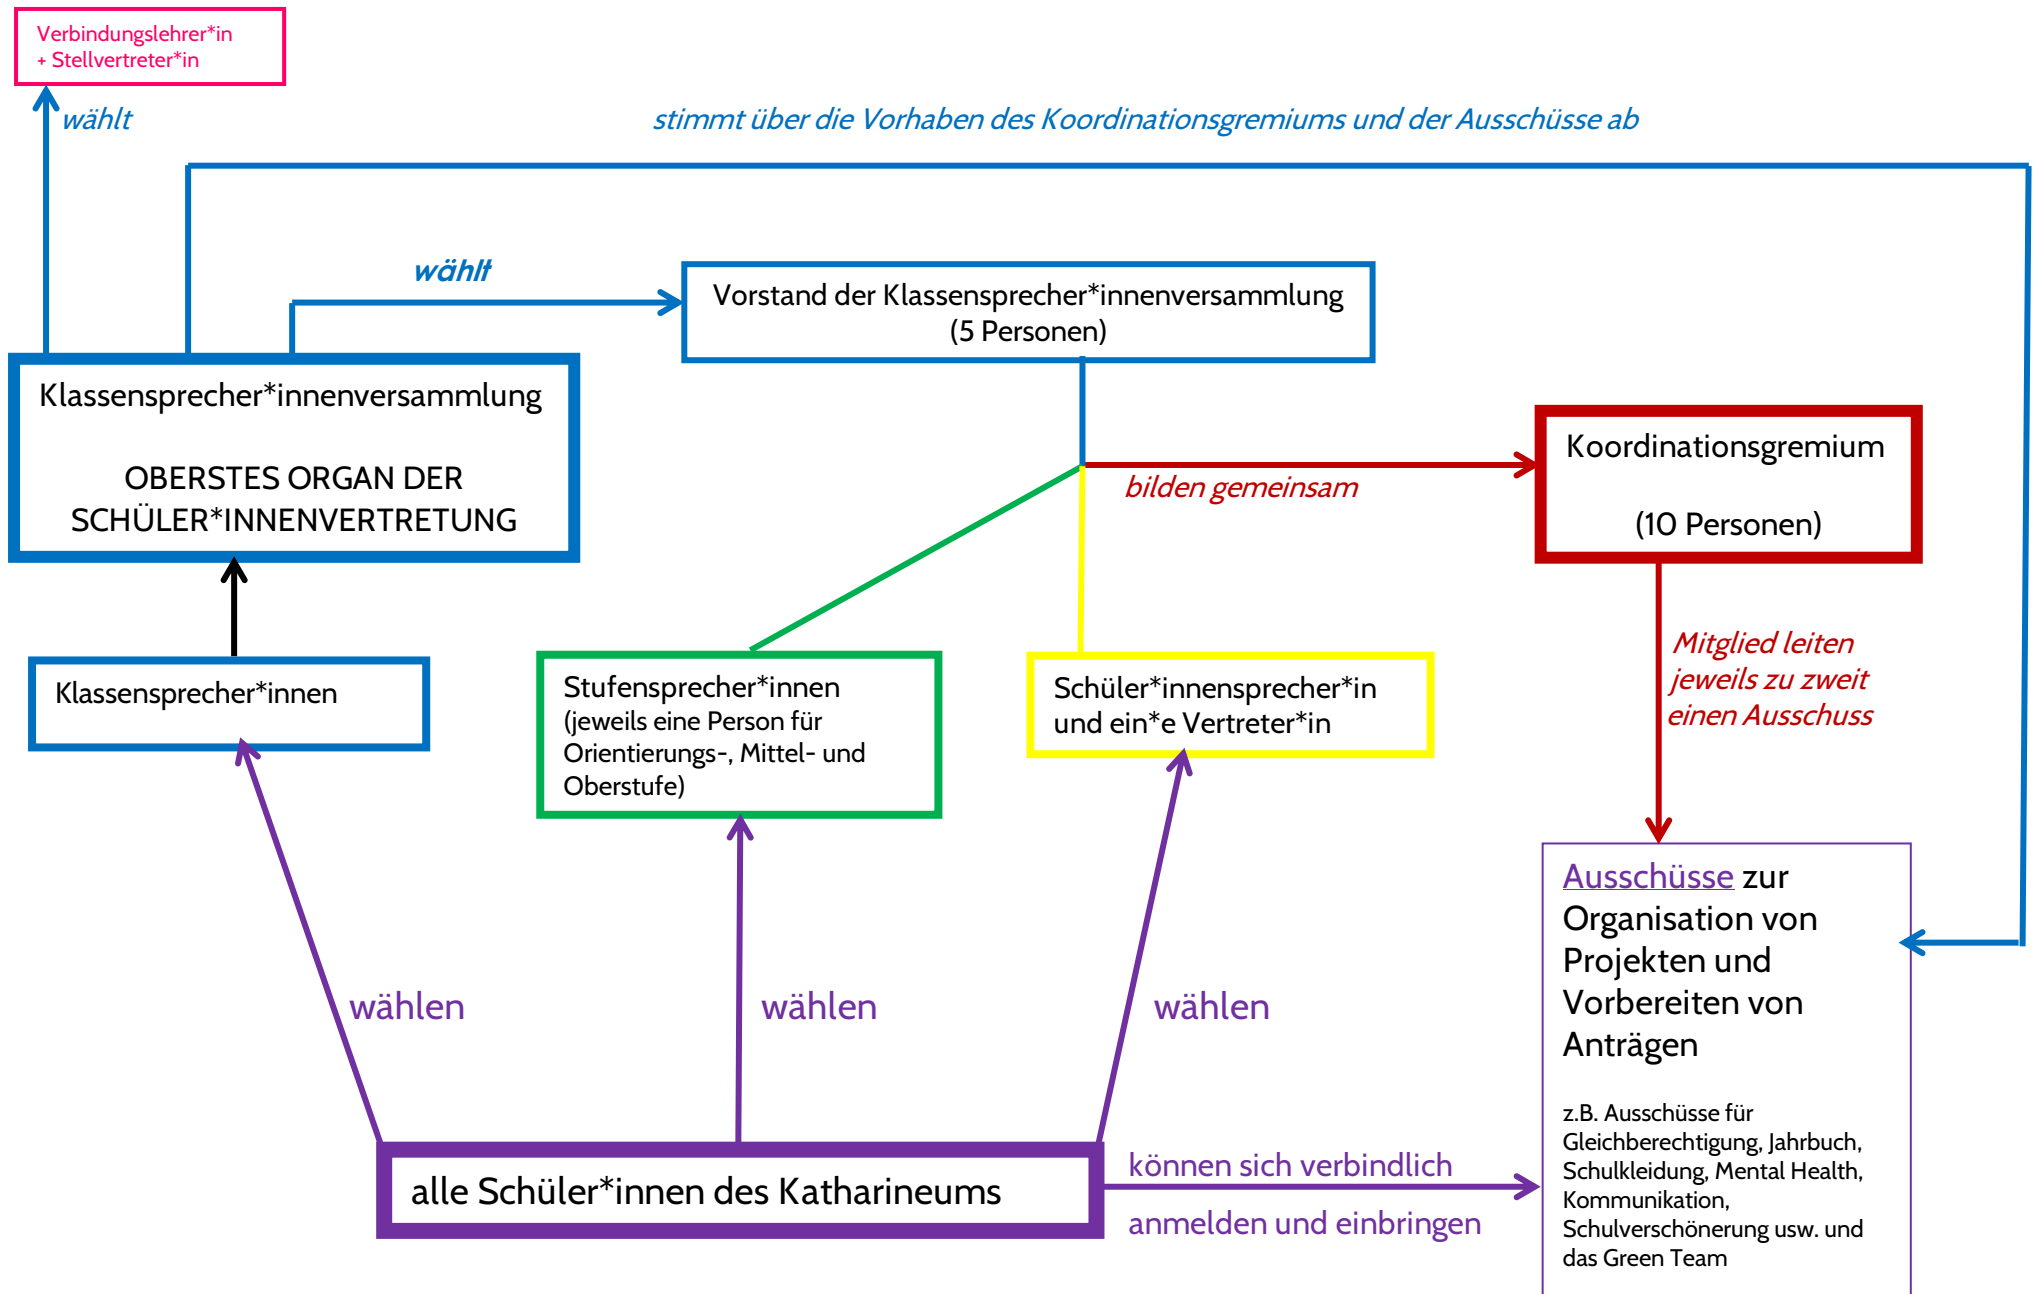 Verbindungslehrer*in
+ Stellvertreter*in
wählt
stimmt über die Vorhaben des Koordinationsgremiums und der Ausschüsse ab
wählt
Vorstand der Klassensprecher*innenversammlung
(5 Personen)
Klassensprecher*innenversammlung
OBERSTES ORGAN DER
SCHÜLER*INNENVERTRETUNG
Koordinationsgremium
(10 Personen)
bilden gemeinsam
Mitglied leiten
jeweils zu zweit
einen Ausschuss
Klassensprecher*innen
Stufensprecher*innen
(jeweils eine Person für
Orientierungs-, Mittel- und
Oberstufe)
Schüler*innensprecher*in
und ein*e Vertreter*in
wählen
wählen
wählen
alle Schüler*innen des Katharineums
können sich verbindlich
anmelden und einbringen
Ausschüsse zur
Organisation von
Projekten und
Vorbereiten von
Anträgen
z.B. Ausschüsse für
Gleichberechtigung, Jahrbuch,
Schulkleidung, Mental Health,
Kommunikation,
Schulverschönerung usw. und
das Green Team